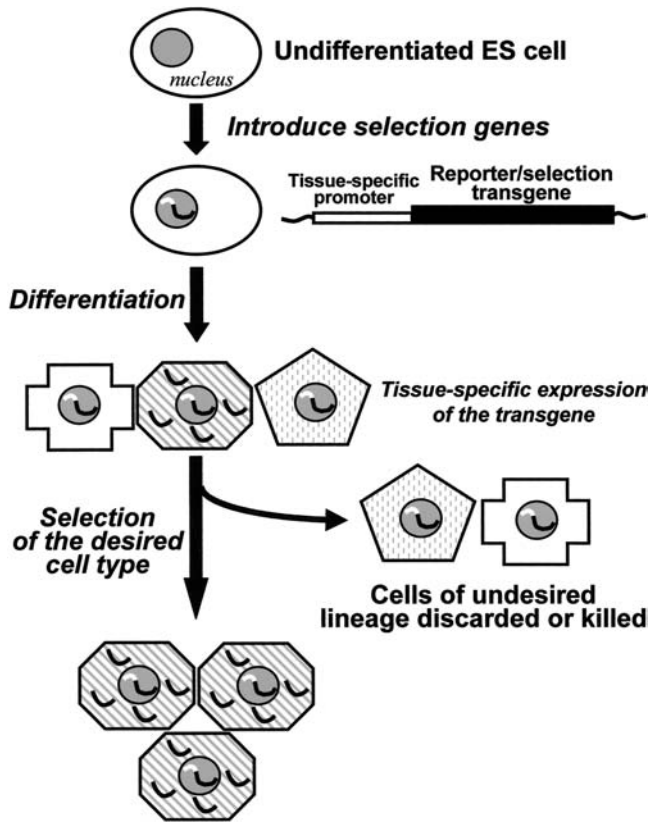 Undifferentiated ES cell
nucleus
Introduce selection genes
Tissue-specific
promoter
Reporter/selection
transgene
Differentiation
Tissue-specific expression
of the transgene
Selection
of the desired
cell type
Cells of undesired
lineage discarded or killed